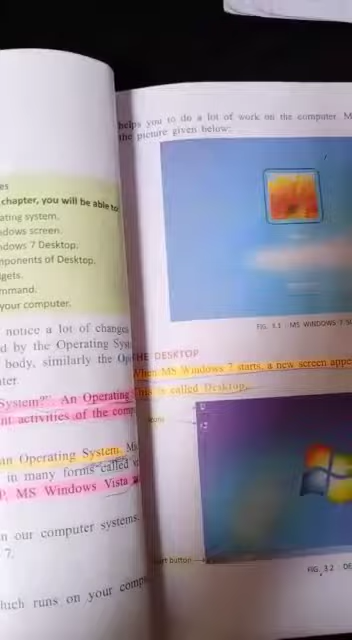 es
chapter, you will be able to
ating system.
dows screen.
ndows 7 Desktop.
mponents of Desktop.
gets.
mmand.
your computer.
notice a lot of changes
d by the Operating Sys
body, similarly the Op
ter
System?". An Operating
nt activities of the comp
an Operating System. Ms
in many forms called
P, MS Windows Vista
n our computer systems.
7.
hich runs on your comp
helps you to do a lot of work on the computer. M
the picture given below:
FIG. 3.1 MS WINDOWS 7 S
HE DESKTOP
When MS Windows 7 starts, a new screen appe
This is called Desktop.
art button
FIG. 3.2 DE